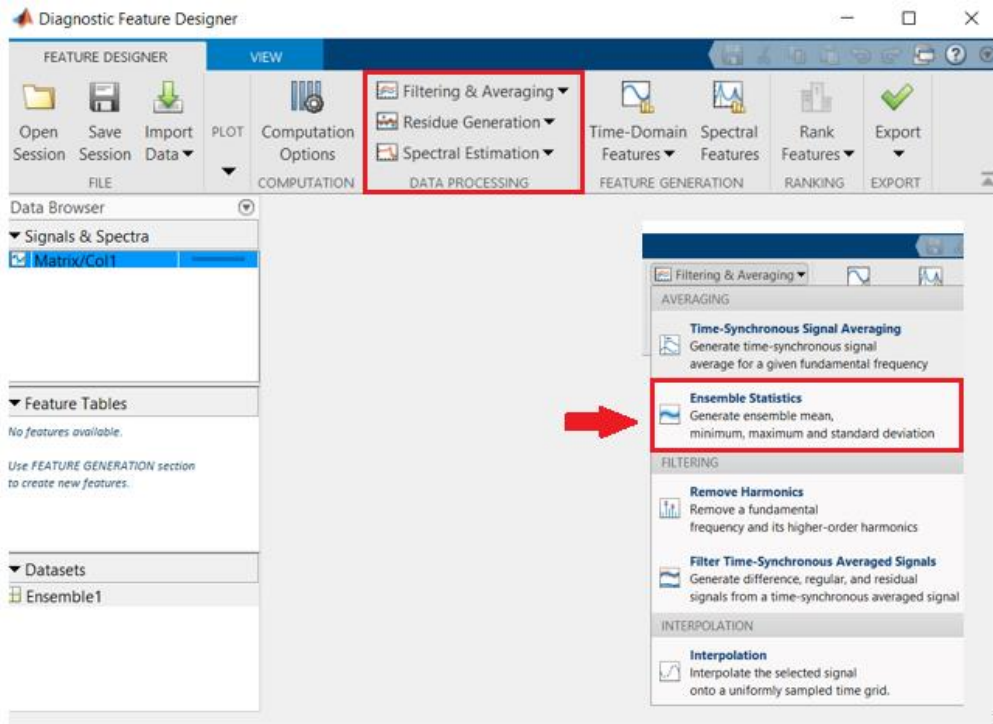 Diagnostic Feature Designer
FEATURE DESIGNER VIEW
Open Session
Save Session
Import Data
FILE
PLOT
Computation Options
COMPUTATION
Filtering & Averaging
Residue Generation
Spectral Estimation
DATA PROCESSING
Time-Domain Features
Spectral Features
FEATURE GENERATION
Rank Features
RANKING
Export
EXPORT
Data Browser
Signals & Spectra
Matrix/Col1
Feature Tables
No features available.
Use FEATURE GENERATION section
to create new features.
Datasets
Ensemble1
Filtering & Averaging
AVERAGING
Time-Synchronous Signal Averaging
Generate time-synchronous signal
average for a given fundamental frequency
Ensemble Statistics
Generate ensemble mean,
minimum, maximum and standard deviation
FILTERING
Remove Harmonics
Remove a fundamental
frequency and its higher-order harmonics
Filter Time-Synchronous Averaged Signals
Generate difference, regular, and residual
signals from a time-synchronous averaged signal
INTERPOLATION
Interpolation
Interpolate the selected signal
onto a uniformly sampled time grid.